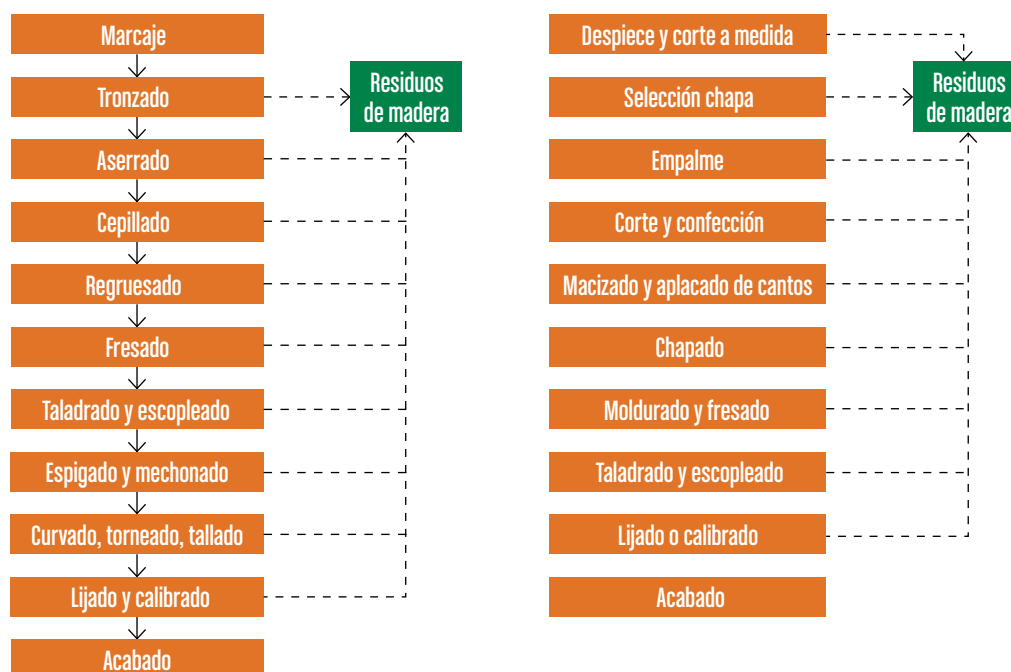 Marcaje
Tronzado
Residuos
de madera
Aserrado
Cepillado
Regruesado
Fresado
Taladrado y escopleado
Espigado y mechonado
Curvado, torneado, tallado
Lijado y calibrado
Acabado
Despiece y corte a medida
Selección chapa
Residuos
de madera
Empalme
Corte y confección
Macizado y aplacado de cantos
Chapado
Moldurado y fresado
Taladrado y escopleado
Lijado o calibrado
Acabado